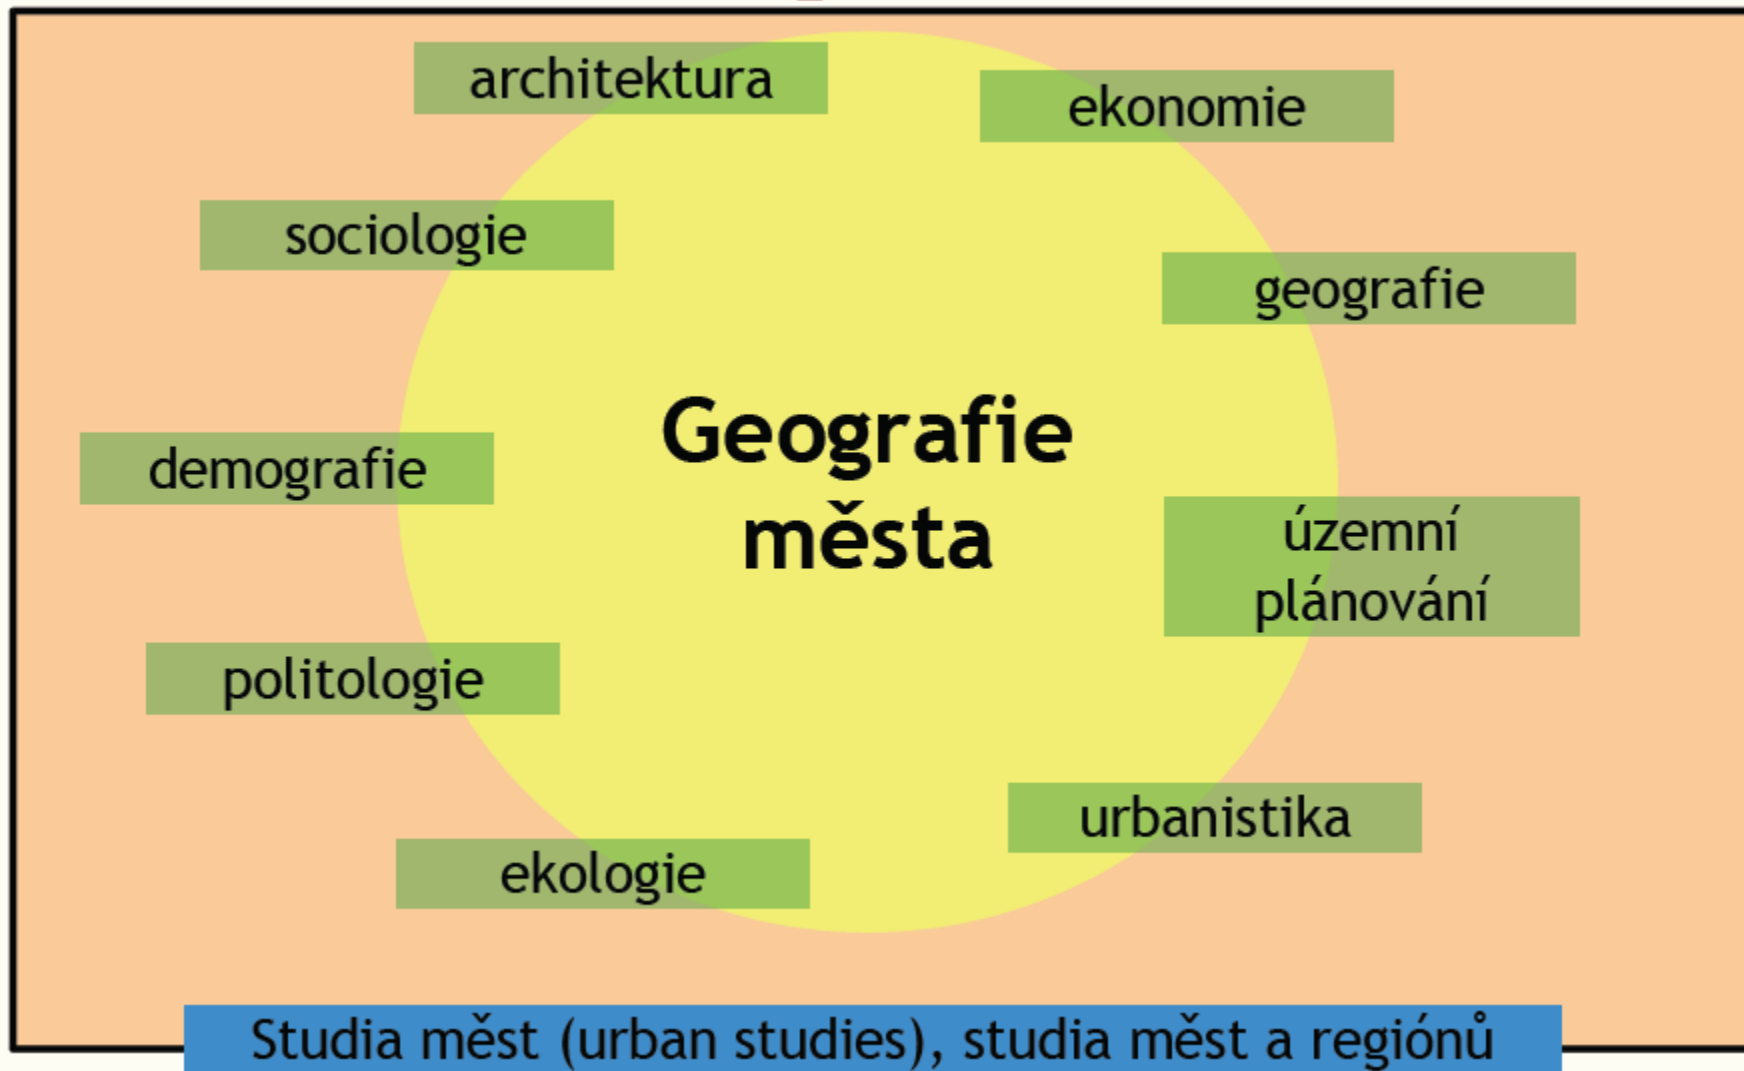 architektura
ekonomie
sociologie
geografie
demografie
Geografie
města
územní
plánování
politologie
urbanistika
ekologie
Studia měst (urban studies), studia měst a regiónů